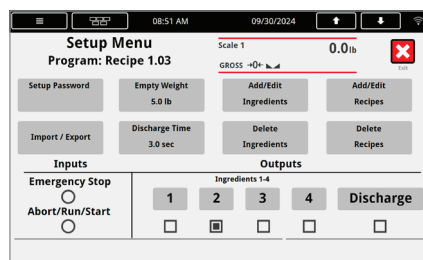 08:51 AM 09/30/2024
Setup Menu
Program: Recipe 1.03
Scale 1
0.0 lb
GROSS →0←
Exit
Setup Password
Empty Weight
5.0 lb
Add/Edit
Ingredients
Add/Edit
Recipes
Import / Export
Discharge Time
3.0 sec
Delete
Ingredients
Delete
Recipes
Inputs
Outputs
Emergency Stop
Abort/Run/Start
Ingredients 1-4
1 2 3 4 Discharge